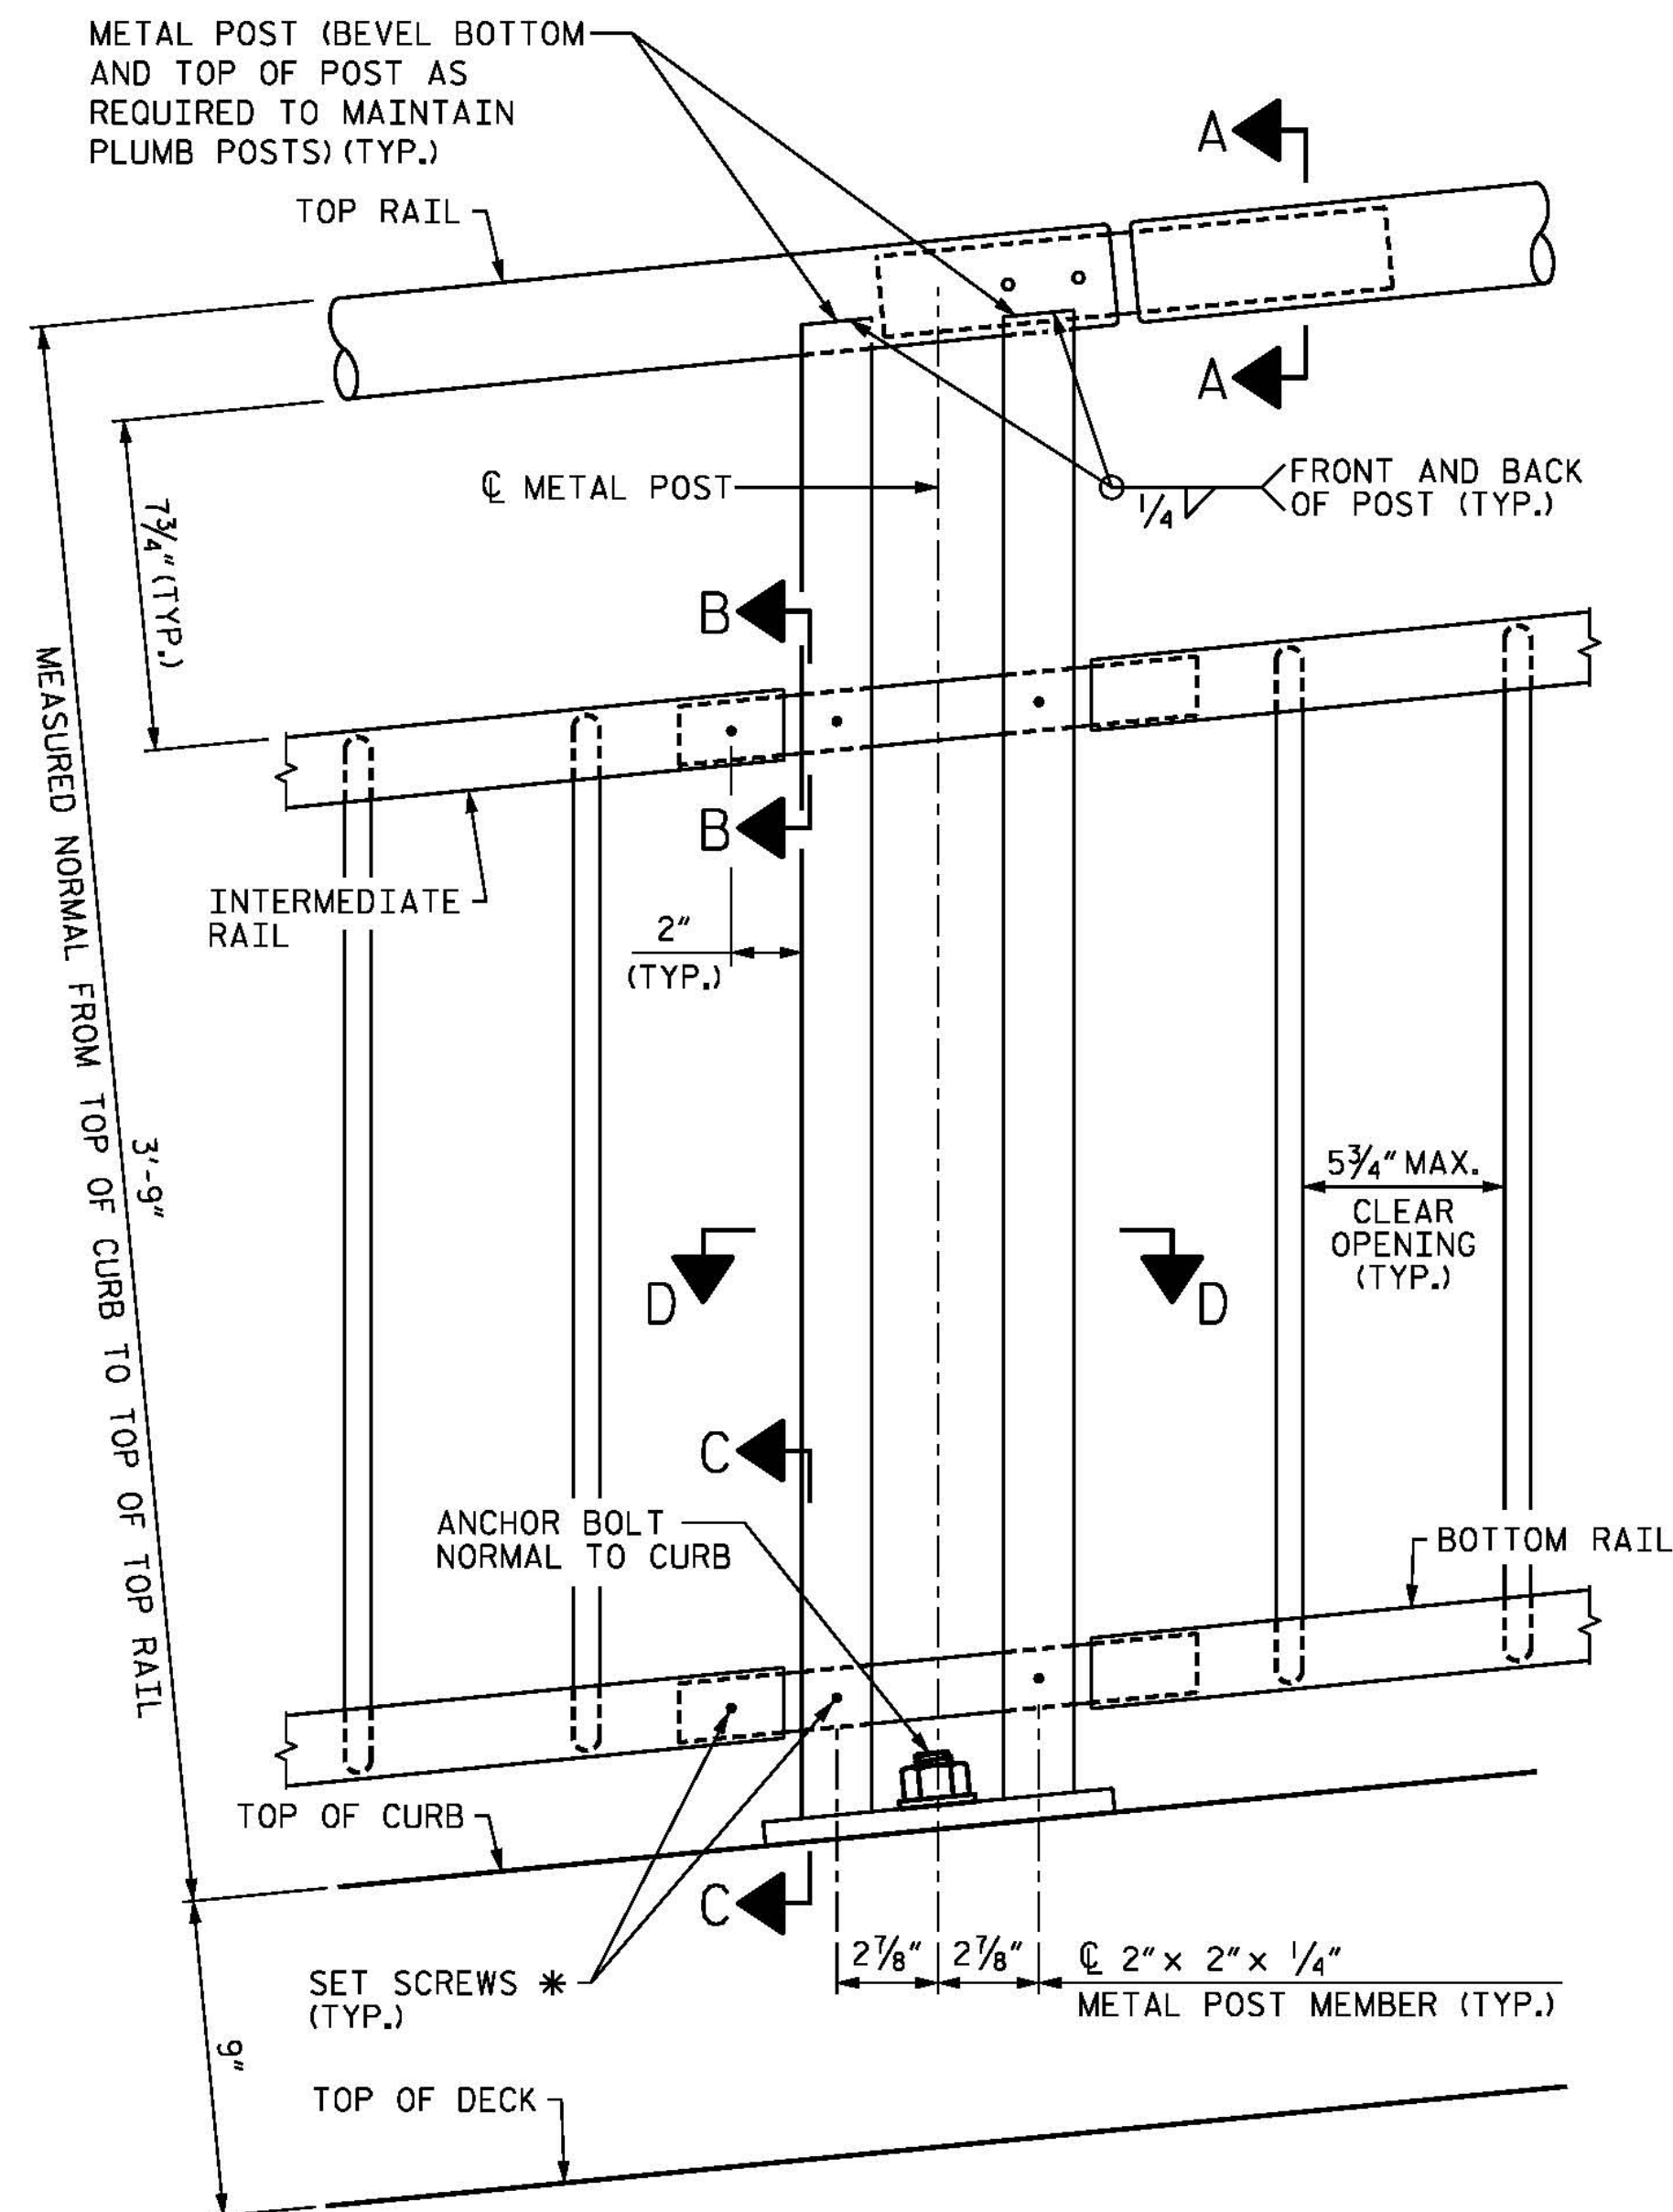 METAL POST (BEVEL BOTTOM
AND TOP OF POST AS
REQUIRED TO MAINTAIN
PLUMB POSTS) (TYP.)
A
TOP RAIL
A
℄ METAL POST
FRONT AND BACK
OF POST (TYP.)
1/4
7¾" (TYP.)
B
B
INTERMEDIATE
RAIL
2"
(TYP.)
MEASURED NORMAL FROM TOP OF CURB TO TOP OF TOP RAIL
3'-9"
5¾" MAX.
CLEAR
OPENING
(TYP.)
D
D
C
ANCHOR BOLT
NORMAL TO CURB
BOTTOM RAIL
TOP OF CURB
C
2⅞"
2⅞"
℄ 2" x 2" x 1/4"
METAL POST MEMBER (TYP.)
SET SCREWS *
(TYP.)
9"
TOP OF DECK